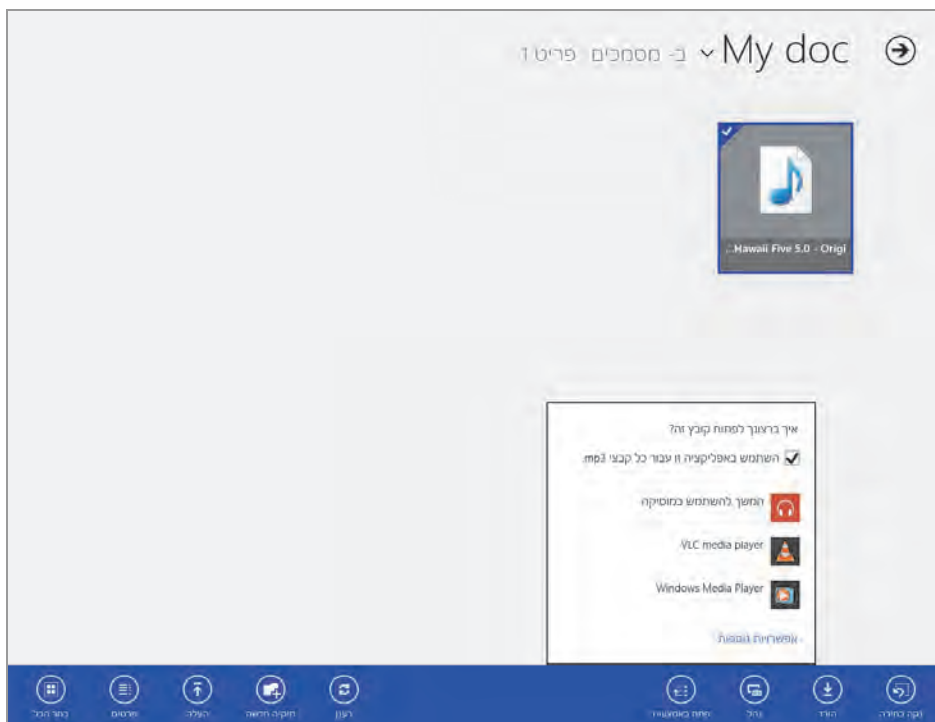 My doc ב- מסמכים פריט 1
Hawaii Five 5.0 - Origi...
איך ברצונך לפתוח קובץ זה?
השתמש באפליקציה זו עבור כל קבצי mp3.
המשך להשתמש במוסיקה
VLC media player
Windows Media Player
אפשרויות נוספות
נקה בחירה
הורד
נהל
פתח באמצעות
רענן
תיקיה חדשה
העלה
פרטים
בחר הכל